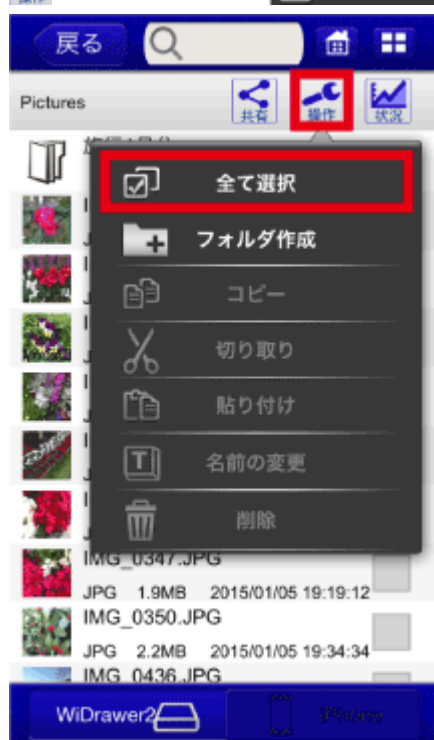 操作
戻る
Pictures
共有
操作
状況
全て選択
フォルダ作成
コピー
切り取り
貼り付け
名前の変更
削除
IMG_0347.JPG
JPG 1.9MB 2015/01/05 19:19:12
IMG_0350.JPG
JPG 2.2MB 2015/01/05 19:34:34
IMG_0436.JPG
WiDrawer2
iPhone